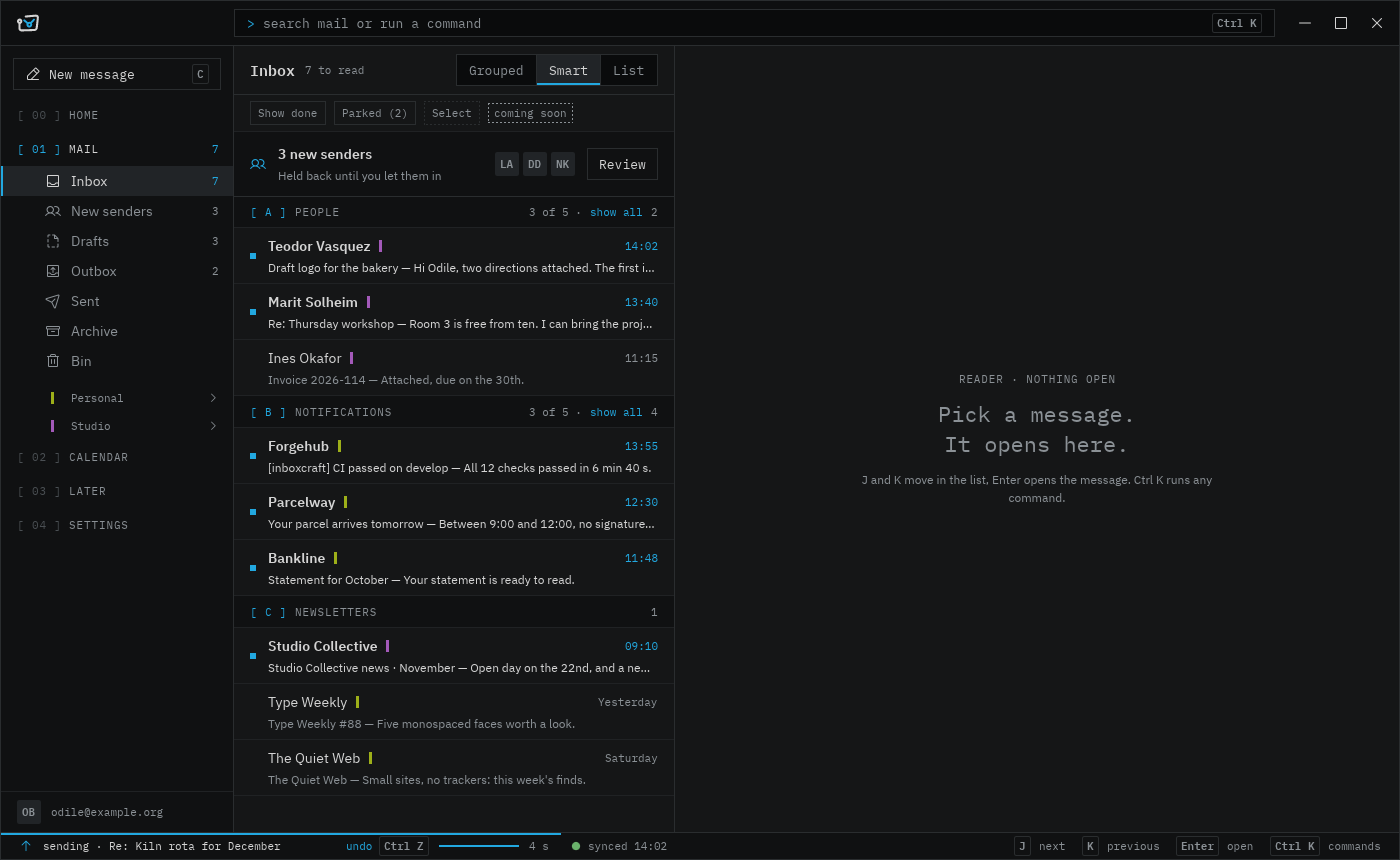 > search mail or run a command Ctrl K
New message C
[ 00 ] HOME
[ 01 ] MAIL 7
Inbox 7
New senders 3
Drafts 3
Outbox 2
Sent
Archive
Bin
Personal
Studio
[ 02 ] CALENDAR
[ 03 ] LATER
[ 04 ] SETTINGS
OB odile@example.org
Inbox 7 to read Grouped Smart List
Show done Parked (2) Select coming soon
3 new senders
Held back until you let them in
LA DD NK Review
[ A ] PEOPLE 3 of 5 · show all 2
Teodor Vasquez 14:02
Draft logo for the bakery — Hi Odile, two directions attached. The first i…
Marit Solheim 13:40
Re: Thursday workshop — Room 3 is free from ten. I can bring the proj…
Ines Okafor 11:15
Invoice 2026-114 — Attached, due on the 30th.
[ B ] NOTIFICATIONS 3 of 5 · show all 4
Forgehub 13:55
[inboxcraft] CI passed on develop — All 12 checks passed in 6 min 40 s.
Parcelway 12:30
Your parcel arrives tomorrow — Between 9:00 and 12:00, no signature…
Bankline 11:48
Statement for October — Your statement is ready to read.
[ C ] NEWSLETTERS 1
Studio Collective 09:10
Studio Collective news · November — Open day on the 22nd, and a ne…
Type Weekly Yesterday
Type Weekly #88 — Five monospaced faces worth a look.
The Quiet Web Saturday
The Quiet Web — Small sites, no trackers: this week's finds.
READER · NOTHING OPEN
Pick a message.
It opens here.
J and K move in the list, Enter opens the message. Ctrl K runs any
command.
sending · Re: Kiln rota for December undo Ctrl Z 4 s synced 14:02 J next K previous Enter open Ctrl K commands